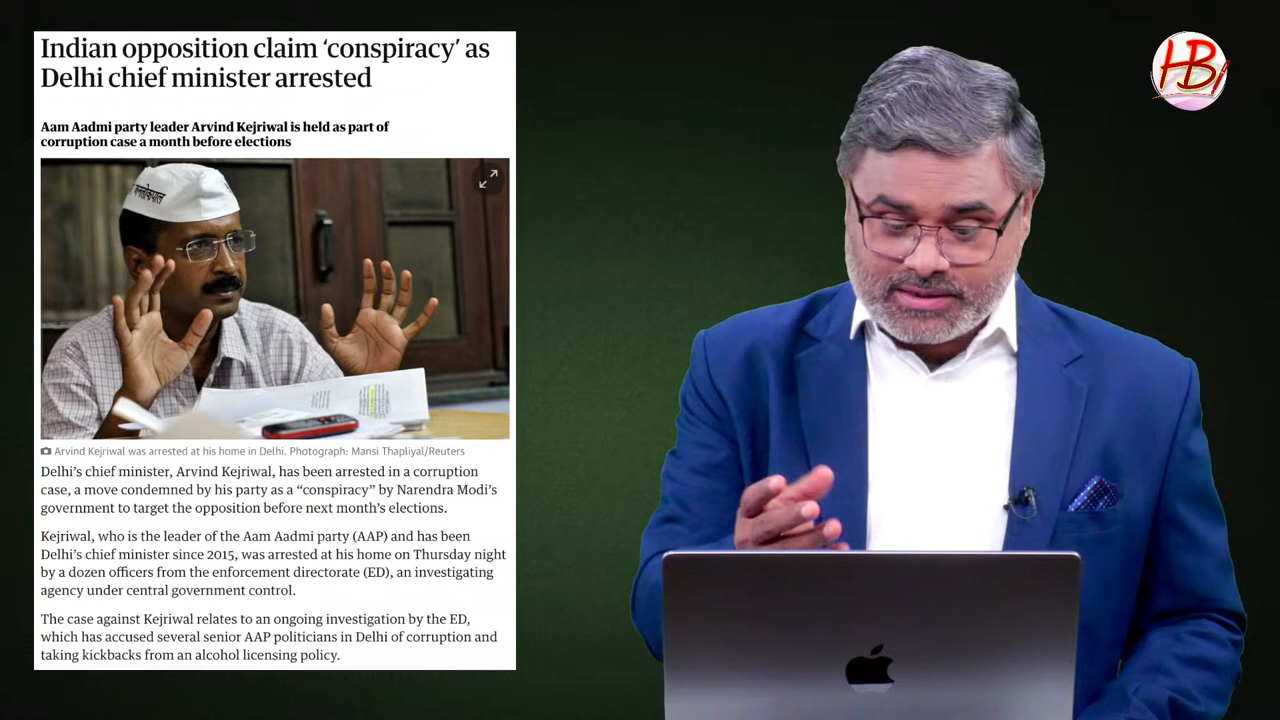 Indian opposition claim ‘conspiracy’ as
Delhi chief minister arrested
Aam Aadmi party leader Arvind Kejriwal is held as part of
corruption case a month before elections
Arvind Kejriwal was arrested at his home in Delhi. Photograph: Mansi Thapliyal/Reuters
Delhi’s chief minister, Arvind Kejriwal, has been arrested in a corruption
case, a move condemned by his party as a “conspiracy” by Narendra Modi’s
government to target the opposition before next month’s elections.
Kejriwal, who is the leader of the Aam Aadmi party (AAP) and has been
Delhi’s chief minister since 2015, was arrested at his home on Thursday night
by a dozen officers from the enforcement directorate (ED), an investigating
agency under central government control.
The case against Kejriwal relates to an ongoing investigation by the ED,
which has accused several senior AAP politicians in Delhi of corruption and
taking kickbacks from an alcohol licensing policy.
HB